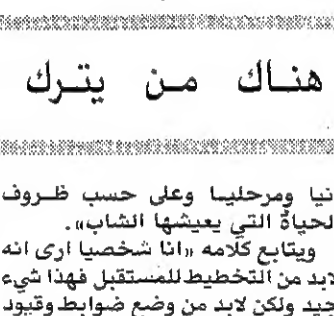 هناك من يترك
نيا ومرحليا وعلى حسب ظروف
لحياة التي يعيشها الشاب».
ويتابع كلامه «انا شخصيا ارى انه
لابد من التخطيط للمستقبل فهذا شيء
جيد ولكن لابد من وضع ضوابط وقيود